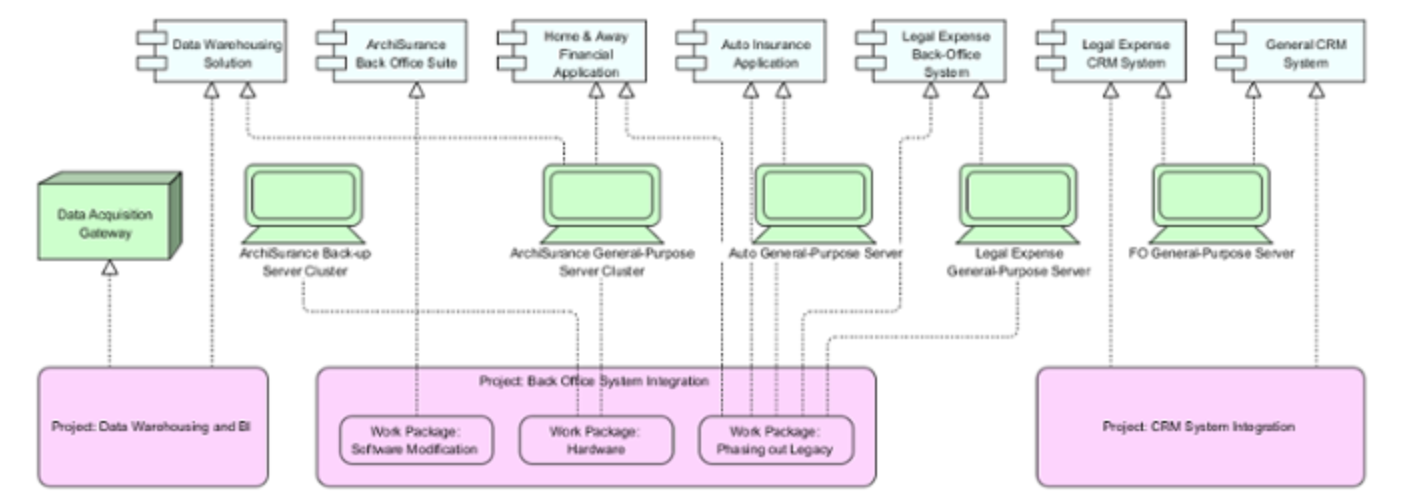 Data Warehousing
Solution
ArchiSurance
Back Office Suite
Home & Away
Financial
Application
Auto Insurance
Application
Legal Expense
Back-Office
System
Legal Expense
CRM System
General CRM
System
Data Acquisition
Gateway
ArchiSurance Back-up
Server Cluster
ArchiSurance General-Purpose
Server Cluster
Auto General-Purpose Server
Legal Expense
General-Purpose Server
FO General-Purpose Server
Project: Data Warehousing and BI
Project: Back Office System Integration
Work Package:
Software Modification
Work Package:
Hardware
Work Package:
Phasing out Legacy
Project: CRM System Integration